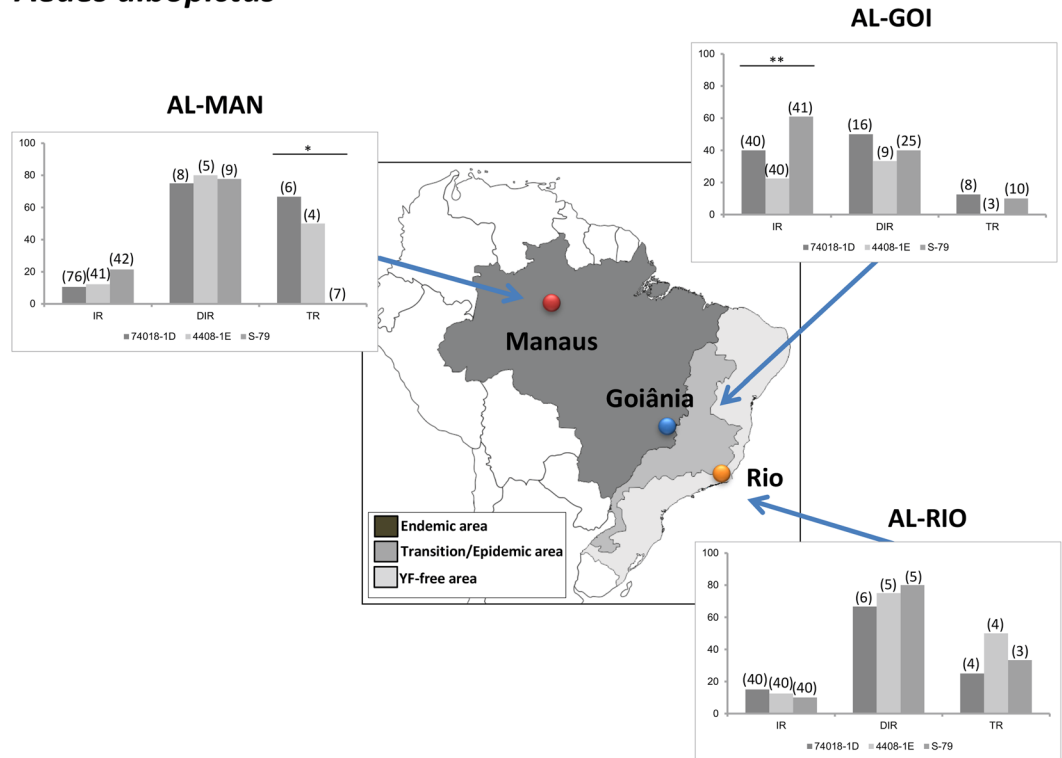 Aedes albopictus
AL-GOI
100
80
60
40
20
0
**
(40)
(40)
(41)
(16)
(9)
(25)
(8)
(3)
(10)
IR DIR TR
74018-1D 4408-1E S-79
AL-MAN
100
80
60
40
20
0
*
(76)
(41)
(42)
(8)
(5)
(9)
(6)
(4)
(7)
IR DIR TR
74018-1D 4408-1E S-79
Manaus
Goiânia
Rio
Endemic area
Transition/Epidemic area
YF-free area
AL-RIO
100
80
60
40
20
0
(40)
(40)
(40)
(6)
(5)
(5)
(4)
(4)
(3)
IR DIR TR
74018-1D 4408-1E S-79